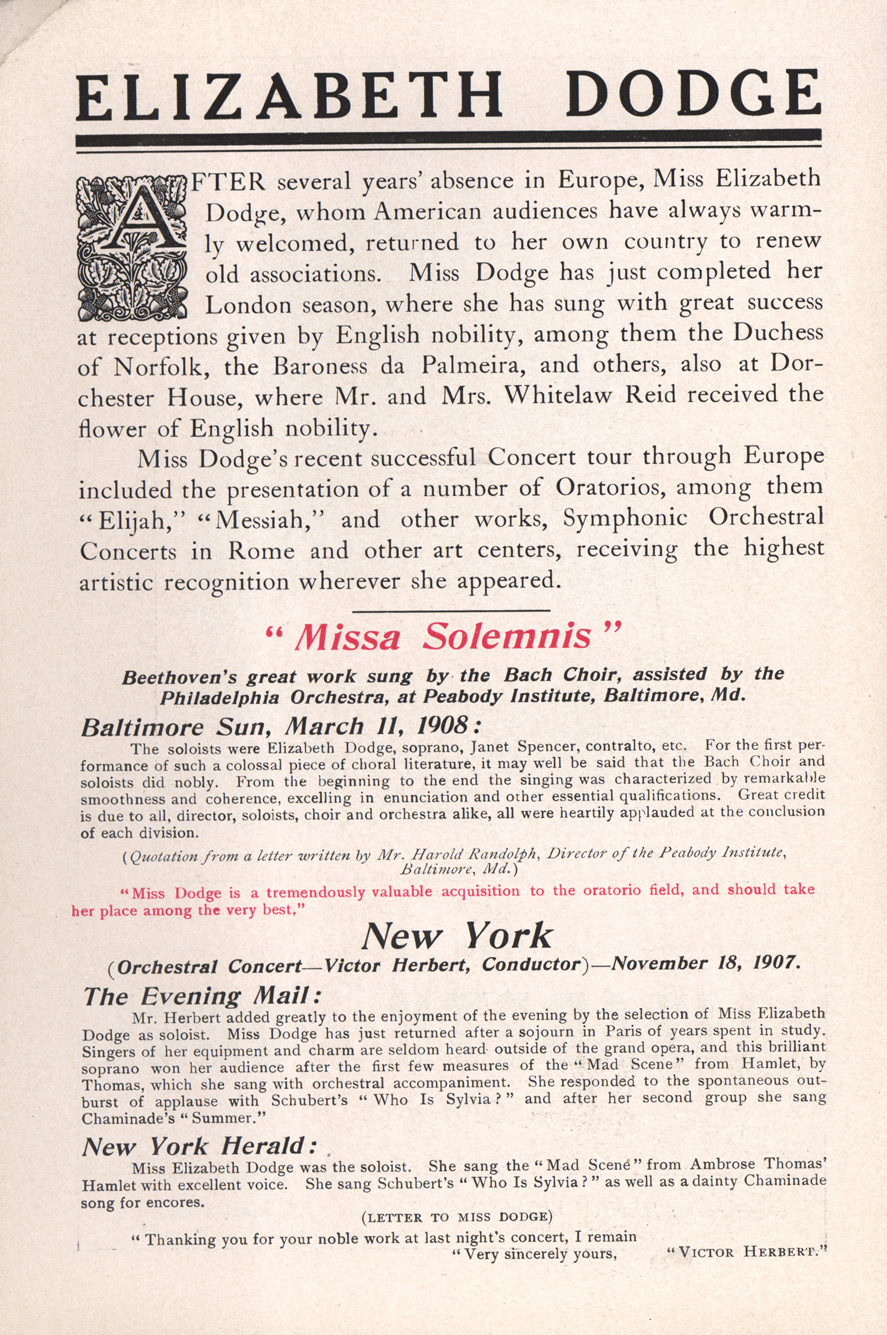 ELIZABETH DODGE
AFTER several years' absence in Europe, Miss Elizabeth
Dodge, whom American audiences have always warm-
ly welcomed, returned to her own country to renew
old associations. Miss Dodge has just completed her
London season, where she has sung with great success
at receptions given by English nobility, among them the Duchess
of Norfolk, the Baroness da Palmeira, and others, also at Dor-
chester House, where Mr. and Mrs. Whitelaw Reid received the
flower of English nobility.
Miss Dodge's recent successful Concert tour through Europe
included the presentation of a number of Oratorios, among them
"Elijah," "Messiah," and other works, Symphonic Orchestral
Concerts in Rome and other art centers, receiving the highest
artistic recognition wherever she appeared.
"Missa Solemnis"
Beethoven's great work sung by the Bach Choir, assisted by the
Philadelphia Orchestra, at Peabody Institute, Baltimore, Md.
Baltimore Sun, March 11, 1908:
The soloists were Elizabeth Dodge, soprano, Janet Spencer, contralto, etc. For the first per-
formance of such a colossal piece of choral literature, it may well be said that the Bach Choir and
soloists did nobly. From the beginning to the end the singing was characterized by remarkable
smoothness and coherence, excelling in enunciation and other essential qualifications. Great credit
is due to all, director, soloists, choir and orchestra alike, all were heartily applauded at the conclusion
of each division.
(Quotation from a letter written by Mr. Harold Randolph, Director of the Peabody Institute,
Baltimore, Md.)
"Miss Dodge is a tremendously valuable acquisition to the oratorio field, and should take
her place among the very best,"
New York
(Orchestral Concert—Victor Herbert, Conductor)—November 18, 1907.
The Evening Mail:
Mr. Herbert added greatly to the enjoyment of the evening by the selection of Miss Elizabeth
Dodge as soloist. Miss Dodge has just returned after a sojourn in Paris of years spent in study.
Singers of her equipment and charm are seldom heard outside of the grand opera, and this brilliant
soprano won her audience after the first few measures of the "Mad Scene" from Hamlet, by
Thomas, which she sang with orchestral accompaniment. She responded to the spontaneous out-
burst of applause with Schubert's "Who Is Sylvia?" and after her second group she sang
Chaminade's "Summer."
New York Herald:
Miss Elizabeth Dodge was the soloist. She sang the "Mad Scene" from Ambrose Thomas'
Hamlet with excellent voice. She sang Schubert's "Who Is Sylvia?" as well as a dainty Chaminade
song for encores.
(LETTER TO MISS DODGE)
"Thanking you for your noble work at last night's concert, I remain
"Very sincerely yours, "VICTOR HERBERT."